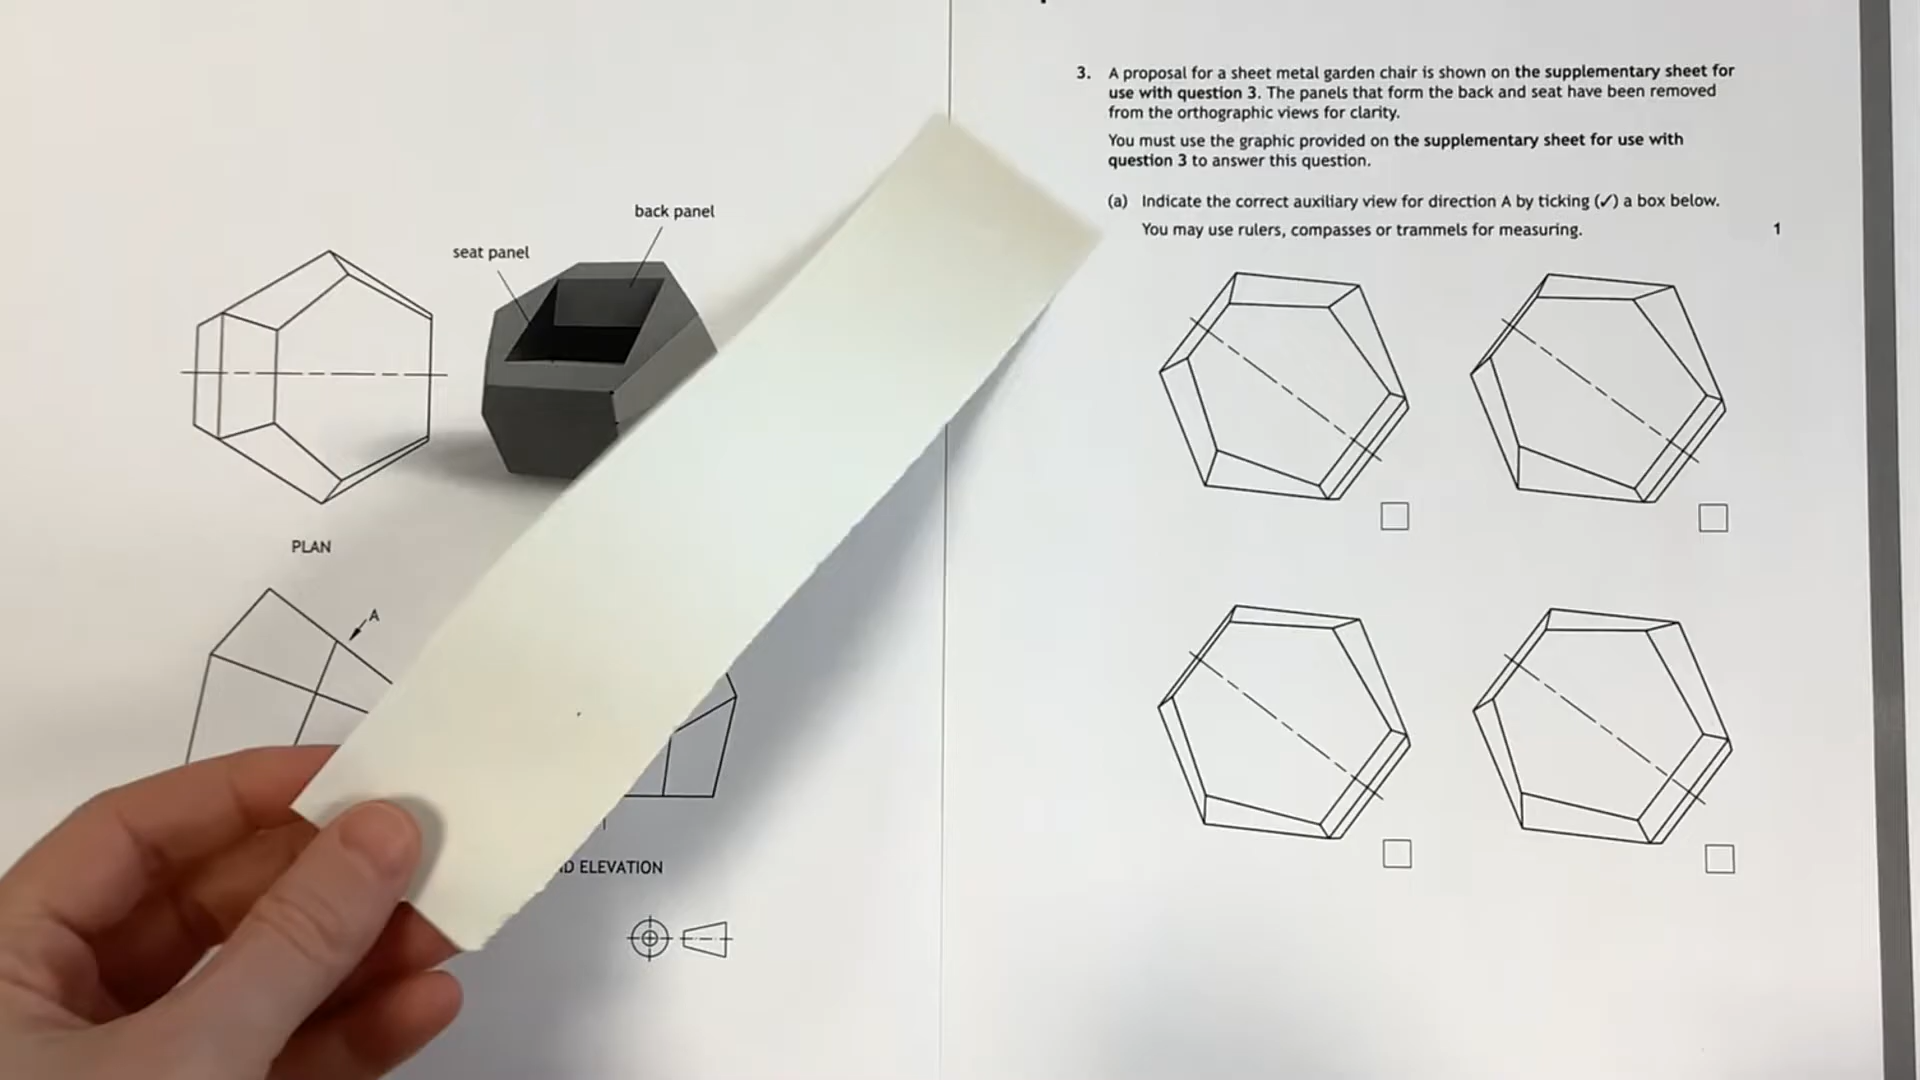 back panel
seat panel
PLAN
A
ELEVATION
3. A proposal for a sheet metal garden chair is shown on the supplementary sheet for
use with question 3. The panels that form the back and seat have been removed
from the orthographic views for clarity.
You must use the graphic provided on the supplementary sheet for use with
question 3 to answer this question.
(a) Indicate the correct auxiliary view for direction A by ticking (✓) a box below.
You may use rulers, compasses or trammels for measuring. 1